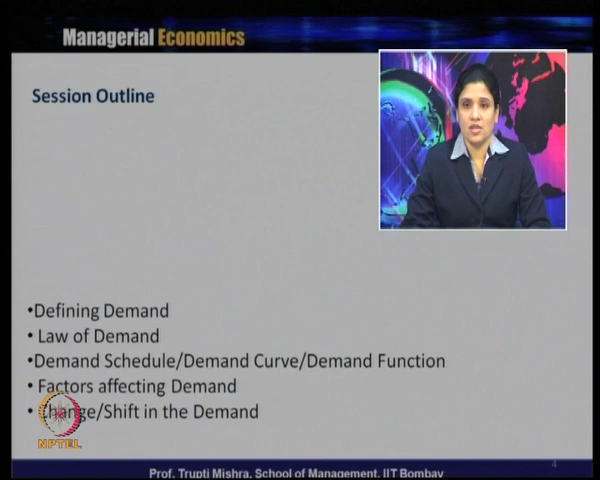 Managerial Economics
Session Outline
•Defining Demand
• Law of Demand
•Demand Schedule/Demand Curve/Demand Function
• Factors affecting Demand
• Change/Shift in the Demand
NPTEL
4
Prof. Trupti Mishra, School of Management, IIT Bombay